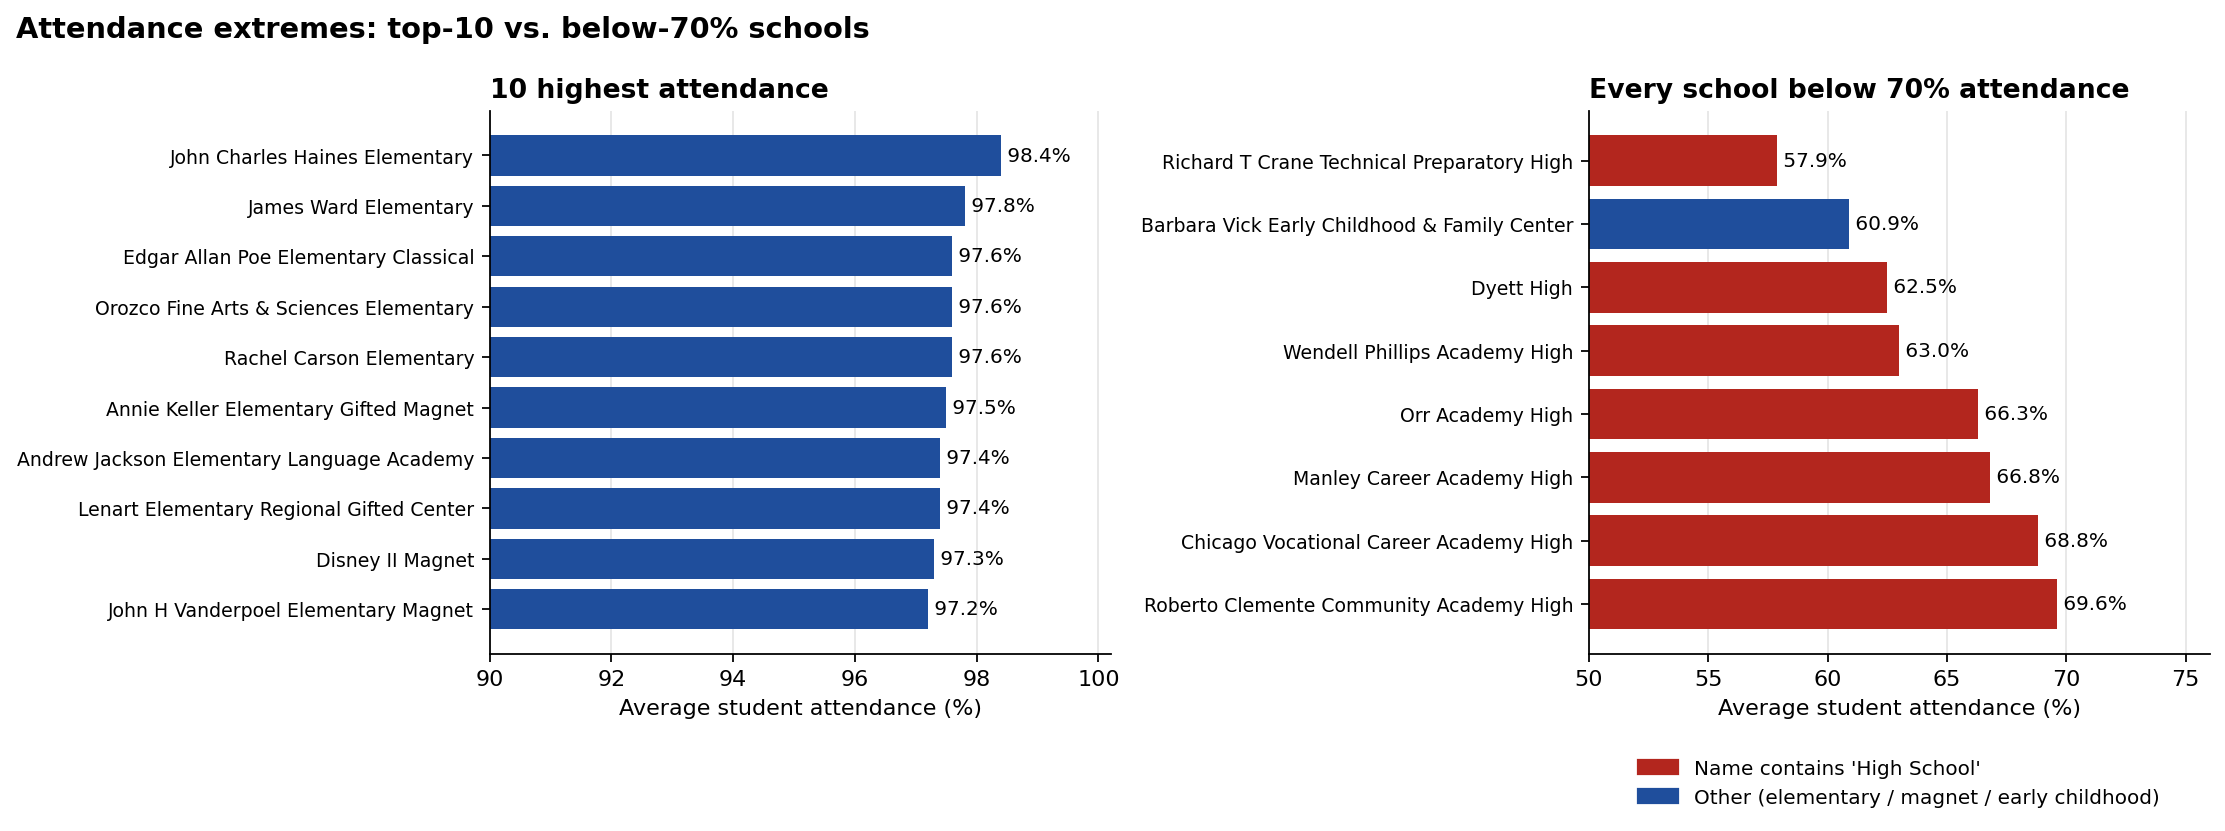 Attendance extremes: top-10 vs. below-70% schools
10 highest attendance
John Charles Haines Elementary 98.4%
James Ward Elementary 97.8%
Edgar Allan Poe Elementary Classical 97.6%
Orozco Fine Arts & Sciences Elementary 97.6%
Rachel Carson Elementary 97.6%
Annie Keller Elementary Gifted Magnet 97.5%
Andrew Jackson Elementary Language Academy 97.4%
Lenart Elementary Regional Gifted Center 97.4%
Disney II Magnet 97.3%
John H Vanderpoel Elementary Magnet 97.2%
90 92 94 96 98 100
Average student attendance (%)
Every school below 70% attendance
Richard T Crane Technical Preparatory High 57.9%
Barbara Vick Early Childhood & Family Center 60.9%
Dyett High 62.5%
Wendell Phillips Academy High 63.0%
Orr Academy High 66.3%
Manley Career Academy High 66.8%
Chicago Vocational Career Academy High 68.8%
Roberto Clemente Community Academy High 69.6%
50 55 60 65 70 75
Average student attendance (%)
Name contains 'High School'
Other (elementary / magnet / early childhood)